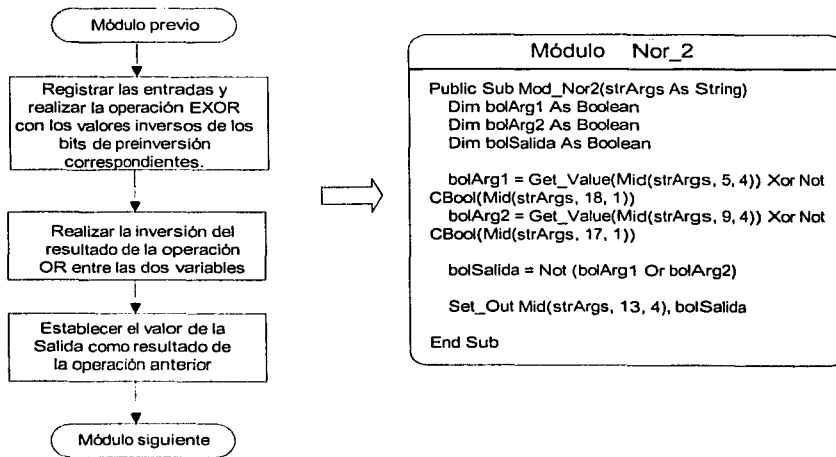 Módulo previo
Registrar las entradas y
realizar la operación EXOR
con los valores inversos de los
bits de preinversión
correspondientes.
Realizar la inversión del
resultado de la operación
OR entre las dos variables
Establecer el valor de la
Salida como resultado de
la operación anterior
Módulo siguiente
Módulo Nor_2
Public Sub Mod_Nor2(strArgs As String)
Dim bolArg1 As Boolean
Dim bolArg2 As Boolean
Dim bolSalida As Boolean
bolArg1 = Get_Value(Mid(strArgs, 5, 4)) Xor Not
CBool(Mid(strArgs, 18, 1))
bolArg2 = Get_Value(Mid(strArgs, 9, 4)) Xor Not
CBool(Mid(strArgs, 17, 1))
bolSalida = Not (bolArg1 Or bolArg2)
Set_Out Mid(strArgs, 13, 4), bolSalida
End Sub